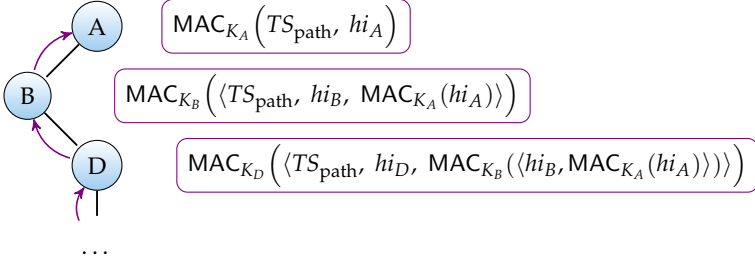 A MAC_{K_A}(TS_path, hi_A)
B MAC_{K_B}(⟨TS_path, hi_B, MAC_{K_A}(hi_A)⟩)
D MAC_{K_D}(⟨TS_path, hi_D, MAC_{K_B}(⟨hi_B, MAC_{K_A}(hi_A)⟩)⟩)
...